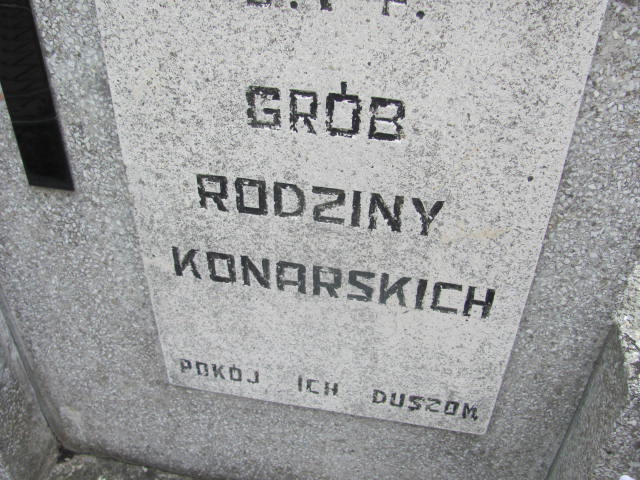 GRÓB
RODZINY
KONARSKICH
POKÓJ ICH DUSZOM